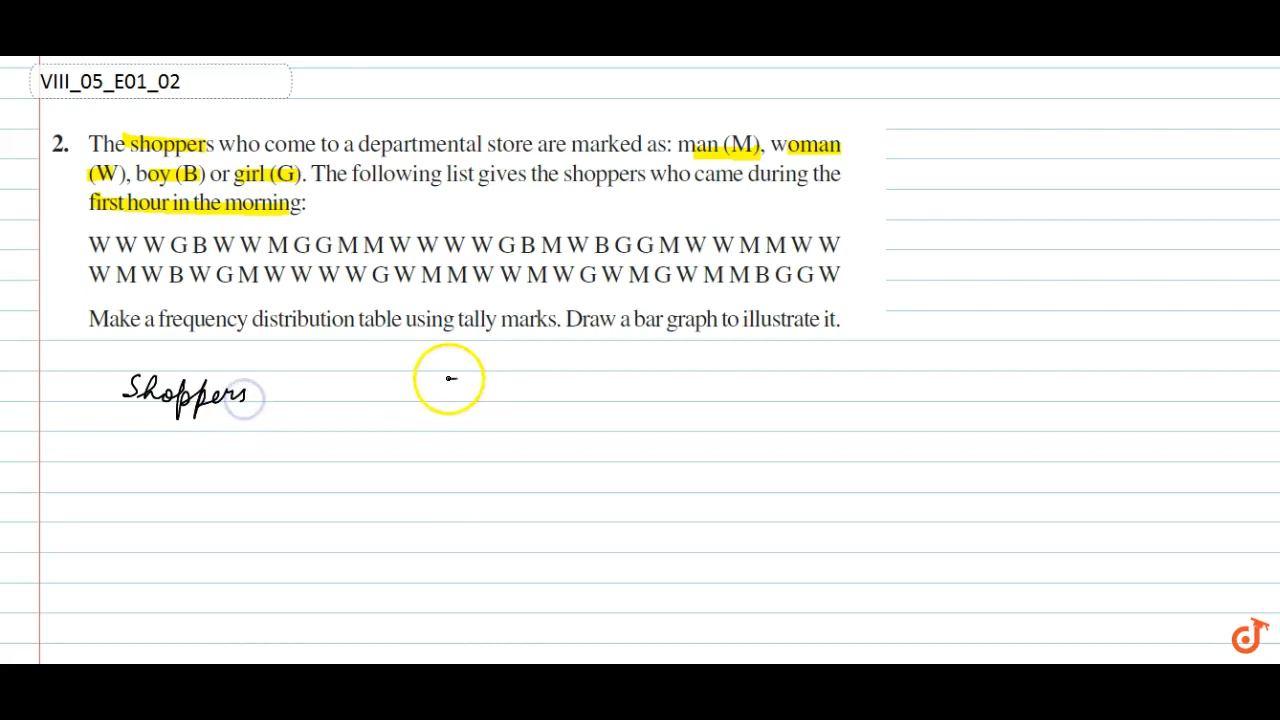 VIII_05_E01_02
2. The shoppers who come to a departmental store are marked as: man (M), woman
(W), boy (B) or girl (G). The following list gives the shoppers who came during the
first hour in the morning:
W W W G B W W M G G M M W W W W G B M W B G G M W W M M W W
W M W B W G M W W W W G W M M W W M W G W M G W M M B G G W
Make a frequency distribution table using tally marks. Draw a bar graph to illustrate it.
Shoppers